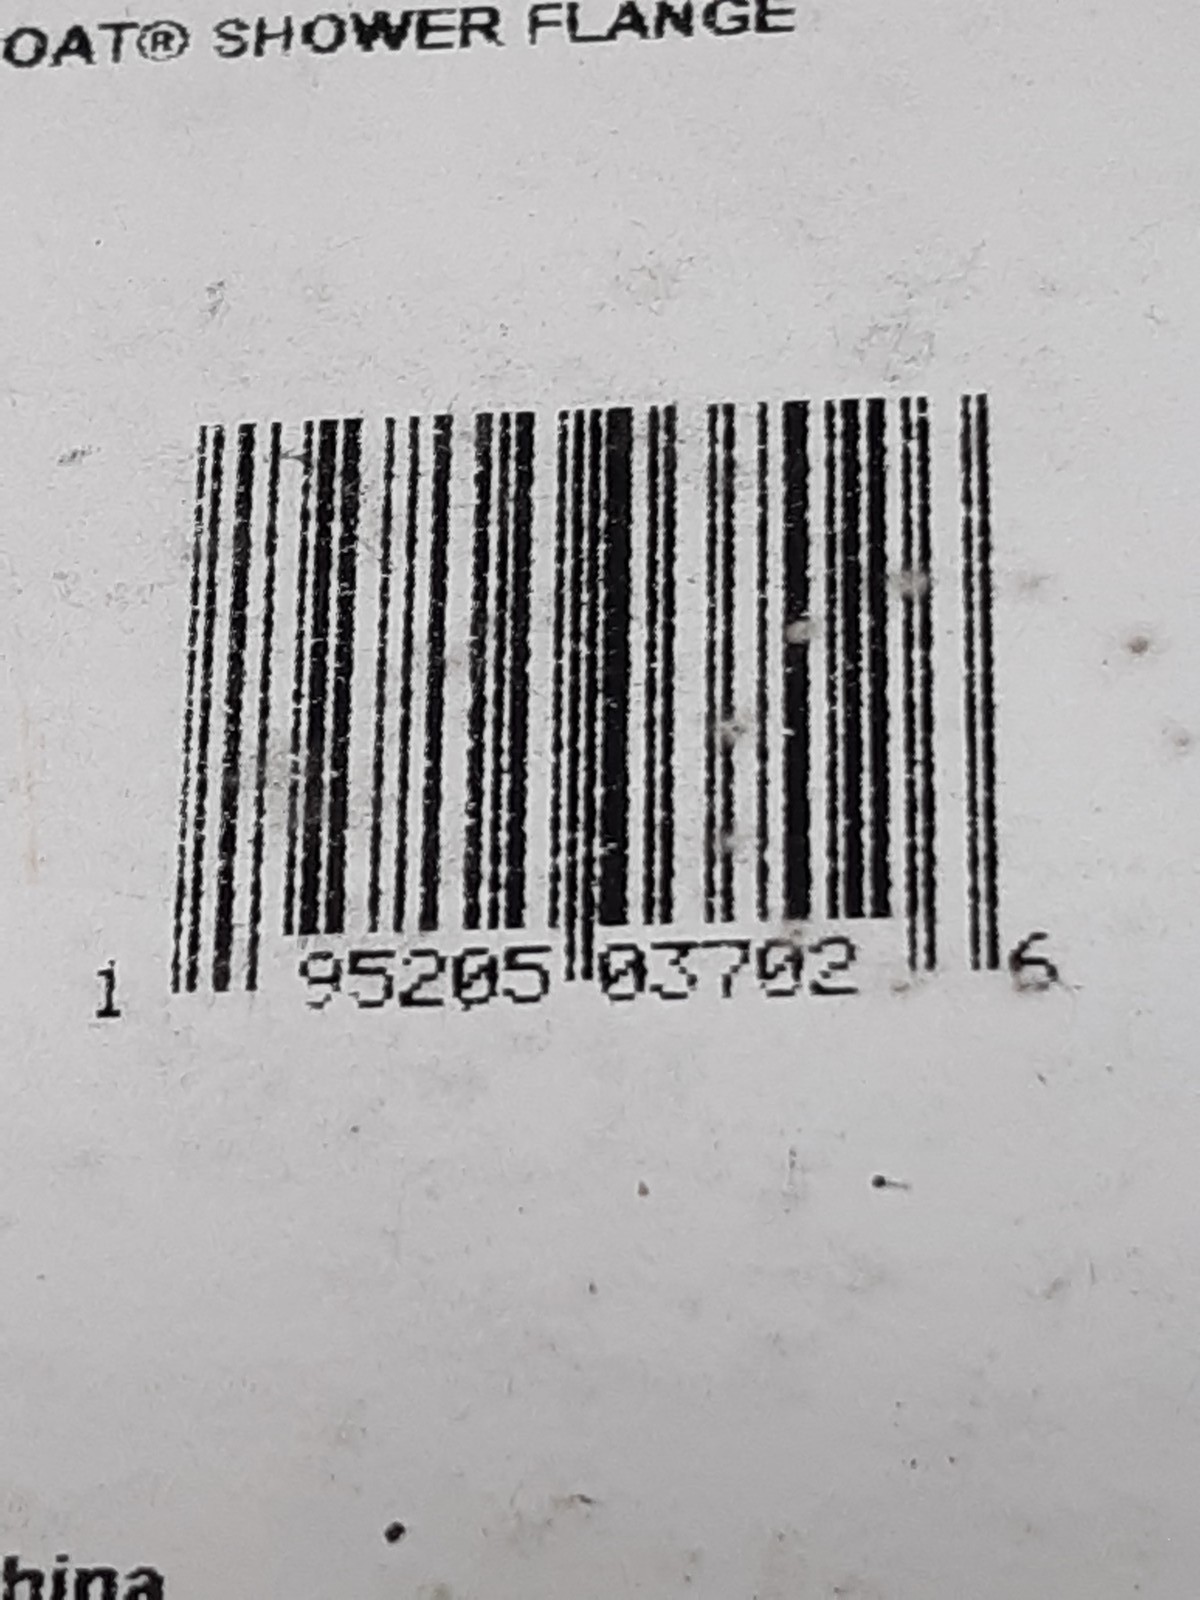 OAT® SHOWER FLANGE
1 95205 03702 6
hina